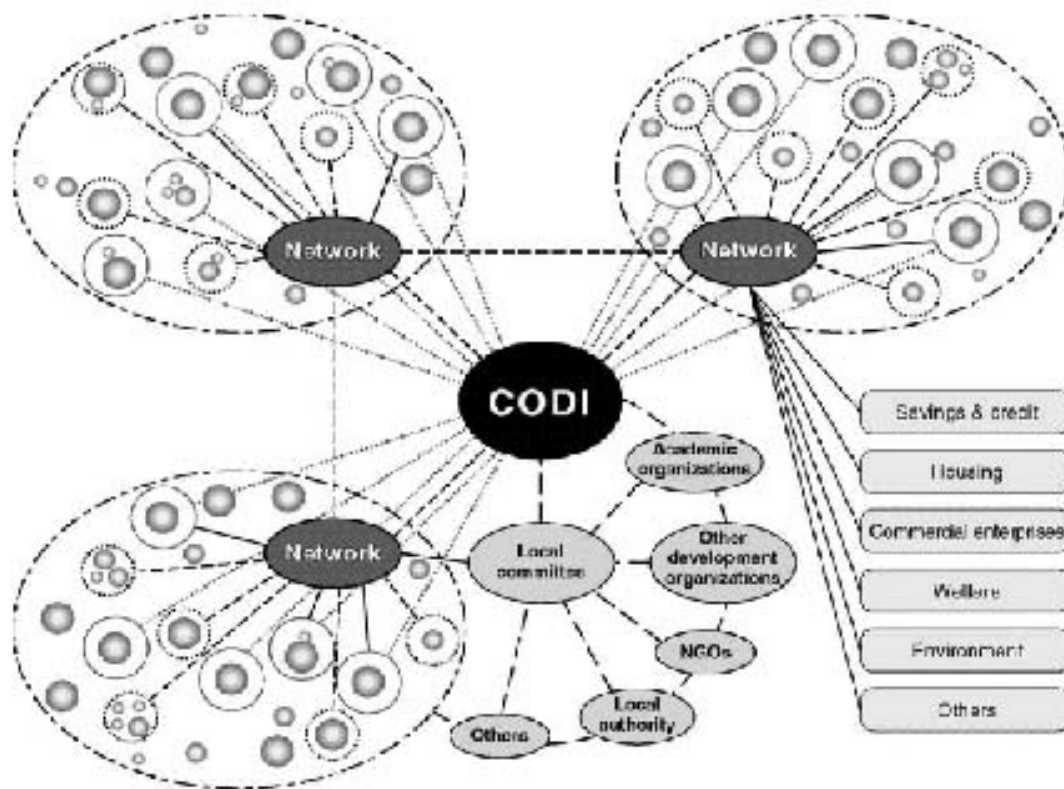 Network
Network
CODI
Savings & credit
Academic
organizations
Housing
Network
Local
committee
Other
development
organizations
Commercial enterprises
Welfare
NGOs
Environment
Local
authority
Others
Others